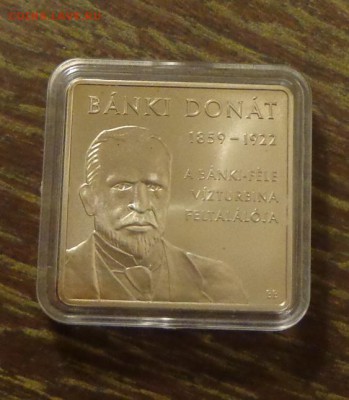 BÁNKI DONÁT
1859-1922
A BÁNKI-FÉLE
VÍZTURBINA
FELTALÁLÓJA